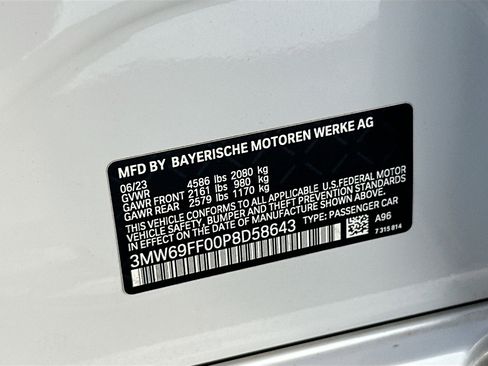 MFD BY BAYERISCHE MOTOREN WERKE AG
06/23
GVWR 4586 lbs 2080 kg
GAWR FRONT 2161 lbs 980 kg
GAWR REAR 2579 lbs 1170 kg
THIS VEHICLE CONFORMS TO ALL APPLICABLE U.S.FEDERAL MOTOR
VEHICLE SAFETY, BUMPER AND THEFT PREVENTION STANDARDS
IN EFFECT ON THE DATE OF MANUFACTURE SHOWN ABOVE.
3MW69FF00P8D58643 TYPE: PASSENGER CAR
A96
7 315 814